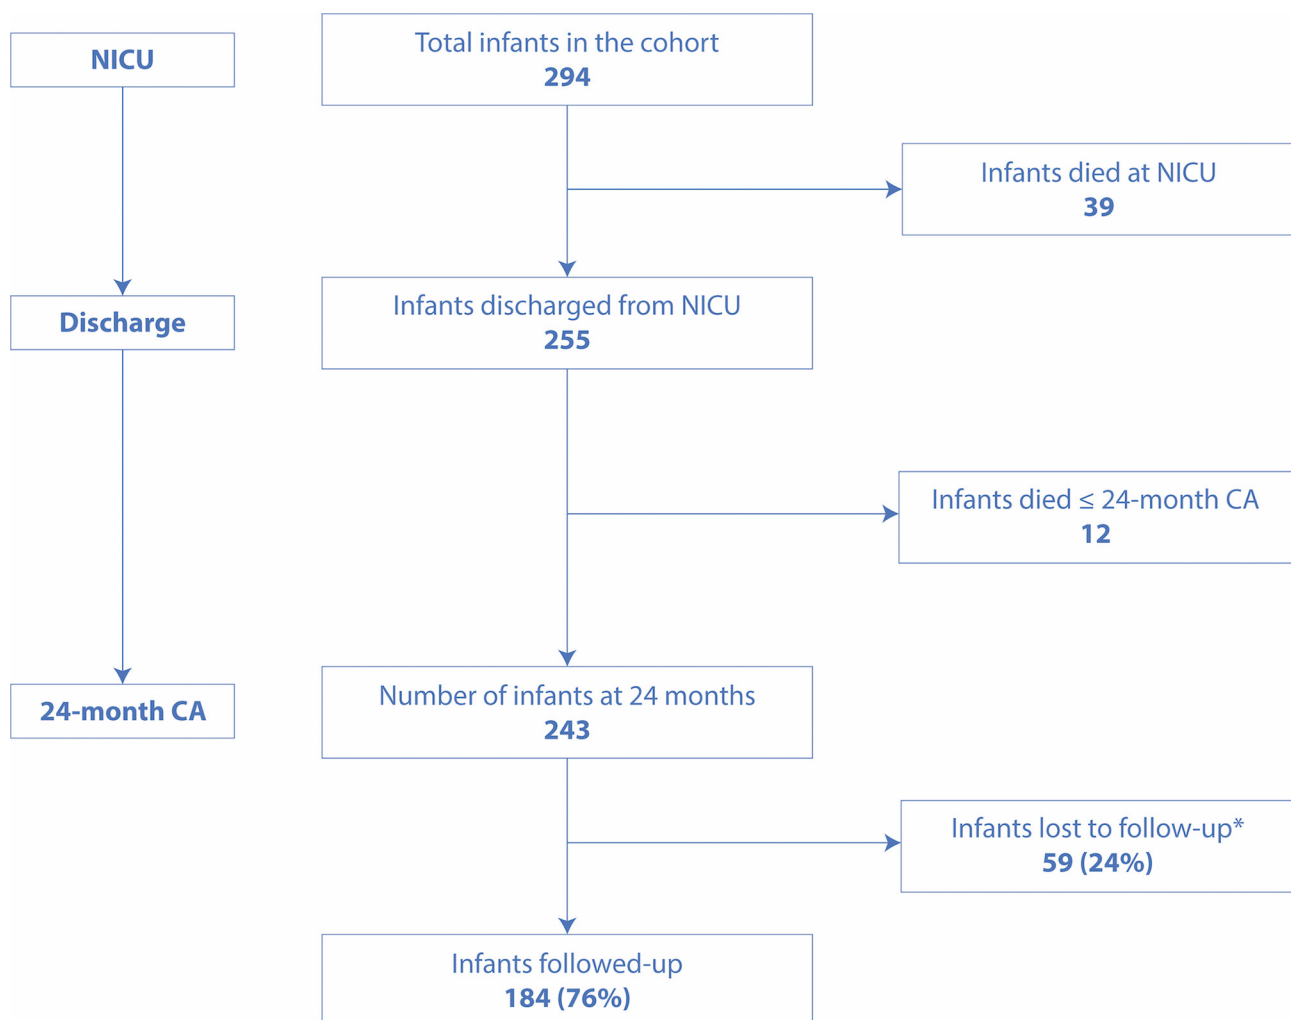 NICU
Total infants in the cohort
294
Infants died at NICU
39
Discharge
Infants discharged from NICU
255
Infants died ≤ 24-month CA
12
24-month CA
Number of infants at 24 months
243
Infants lost to follow-up*
59 (24%)
Infants followed-up
184 (76%)